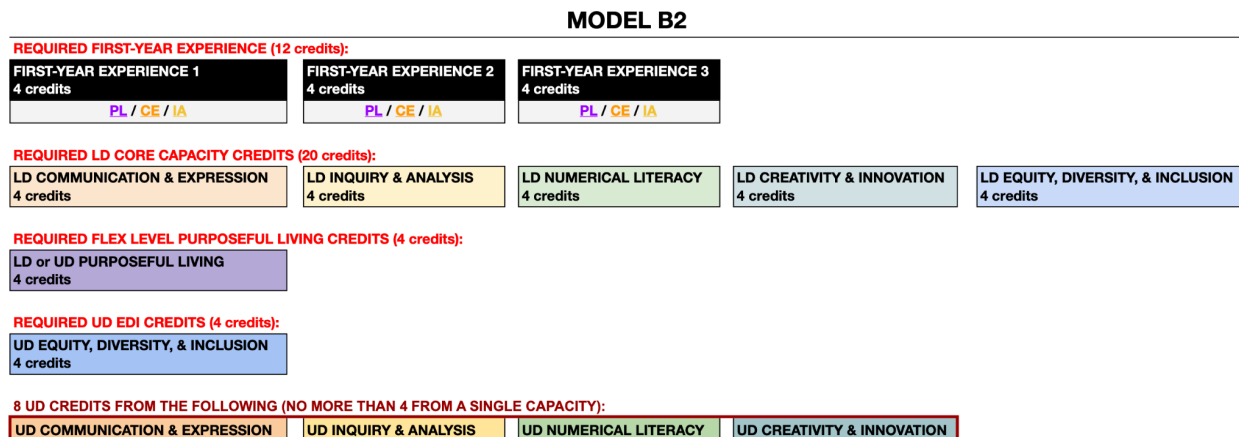 MODEL B2
REQUIRED FIRST-YEAR EXPERIENCE (12 credits):
FIRST-YEAR EXPERIENCE 1
4 credits
PL / CE / IA
FIRST-YEAR EXPERIENCE 2
4 credits
PL / CE / IA
FIRST-YEAR EXPERIENCE 3
4 credits
PL / CE / IA
REQUIRED LD CORE CAPACITY CREDITS (20 credits):
LD COMMUNICATION & EXPRESSION
4 credits
LD INQUIRY & ANALYSIS
4 credits
LD NUMERICAL LITERACY
4 credits
LD CREATIVITY & INNOVATION
4 credits
LD EQUITY, DIVERSITY, & INCLUSION
4 credits
REQUIRED FLEX LEVEL PURPOSEFUL LIVING CREDITS (4 credits):
LD or UD PURPOSEFUL LIVING
4 credits
REQUIRED UD EDI CREDITS (4 credits):
UD EQUITY, DIVERSITY, & INCLUSION
4 credits
8 UD CREDITS FROM THE FOLLOWING (NO MORE THAN 4 FROM A SINGLE CAPACITY):
UD COMMUNICATION & EXPRESSION
UD INQUIRY & ANALYSIS
UD NUMERICAL LITERACY
UD CREATIVITY & INNOVATION